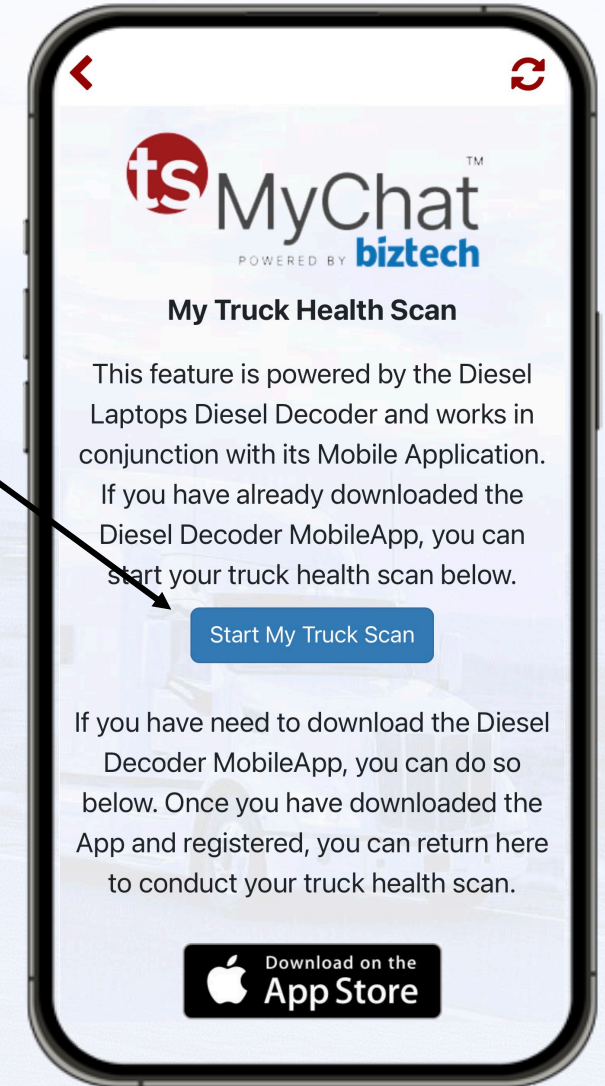 ts MyChat™
POWERED BY biztech
My Truck Health Scan
This feature is powered by the Diesel
Laptops Diesel Decoder and works in
conjunction with its Mobile Application.
If you have already downloaded the
Diesel Decoder MobileApp, you can
start your truck health scan below.
Start My Truck Scan
If you have need to download the Diesel
Decoder MobileApp, you can do so
below. Once you have downloaded the
App and registered, you can return here
to conduct your truck health scan.
Download on the
App Store